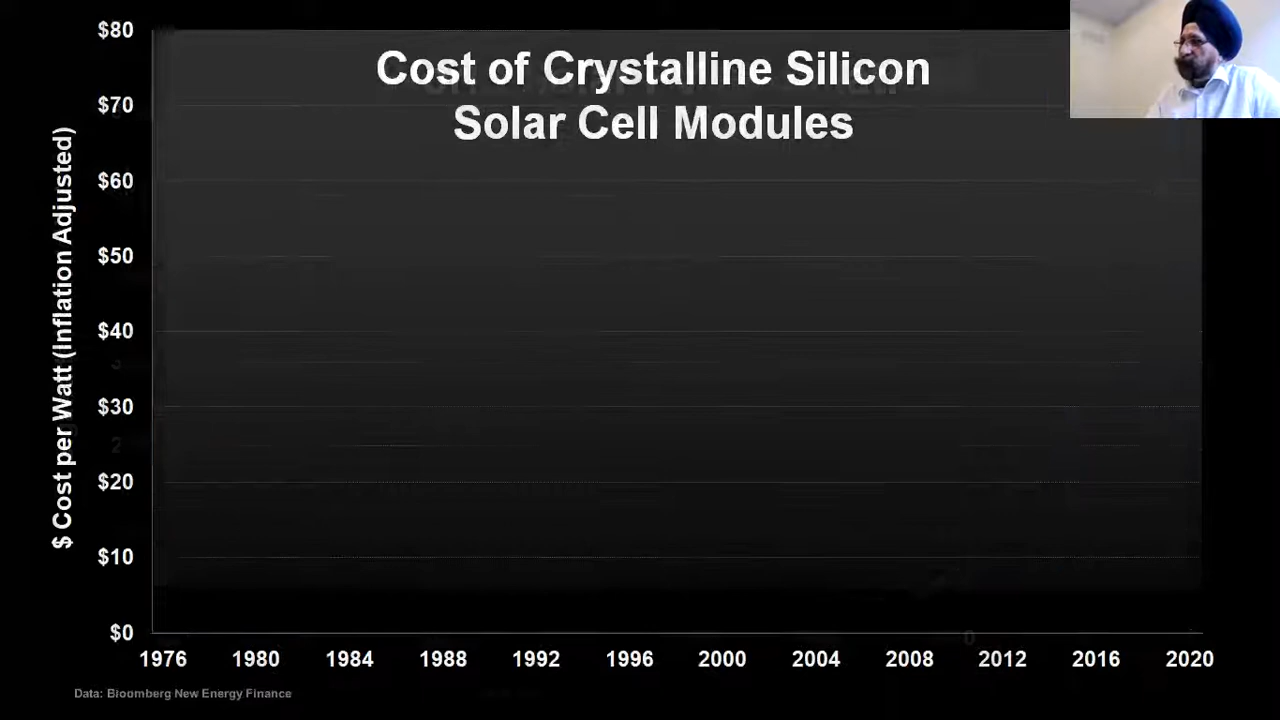 Cost of Crystalline Silicon
Solar Cell Modules
$ Cost per Watt (Inflation Adjusted)
$80
$70
$60
$50
$40
$30
$20
$10
$0
1976 1980 1984 1988 1992 1996 2000 2004 2008 2012 2016 2020
Data: Bloomberg New Energy Finance